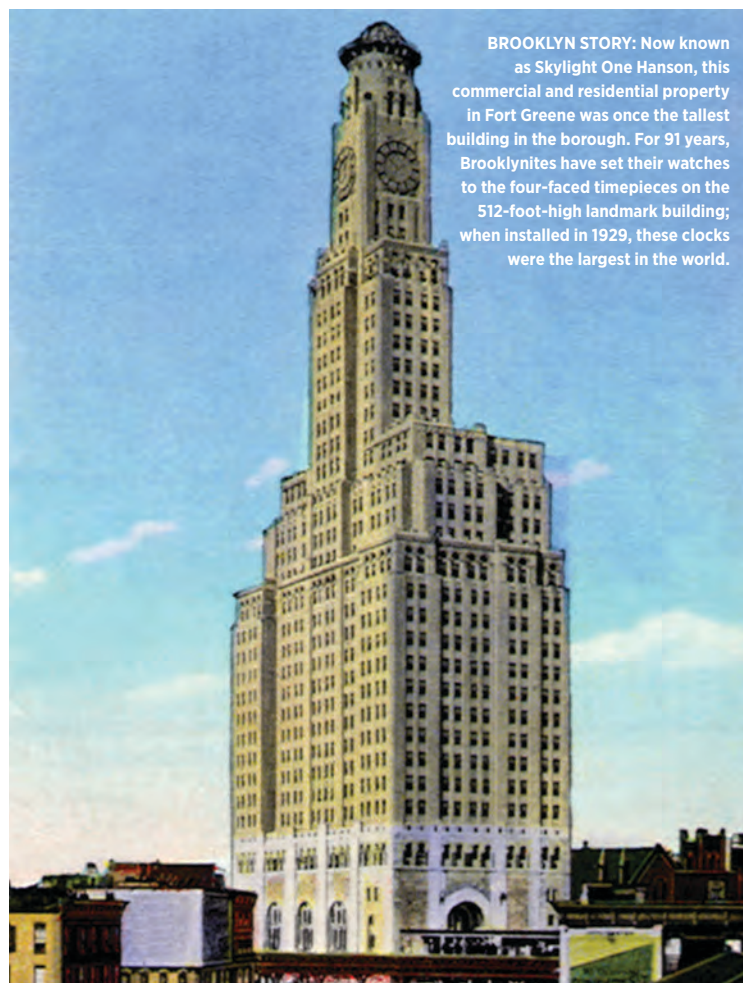 BROOKLYN STORY: Now known
as Skylight One Hanson, this
commercial and residential property
in Fort Greene was once the tallest
building in the borough. For 91 years,
Brooklynites have set their watches
to the four-faced timepieces on the
512-foot-high landmark building;
when installed in 1929, these clocks
were the largest in the world.